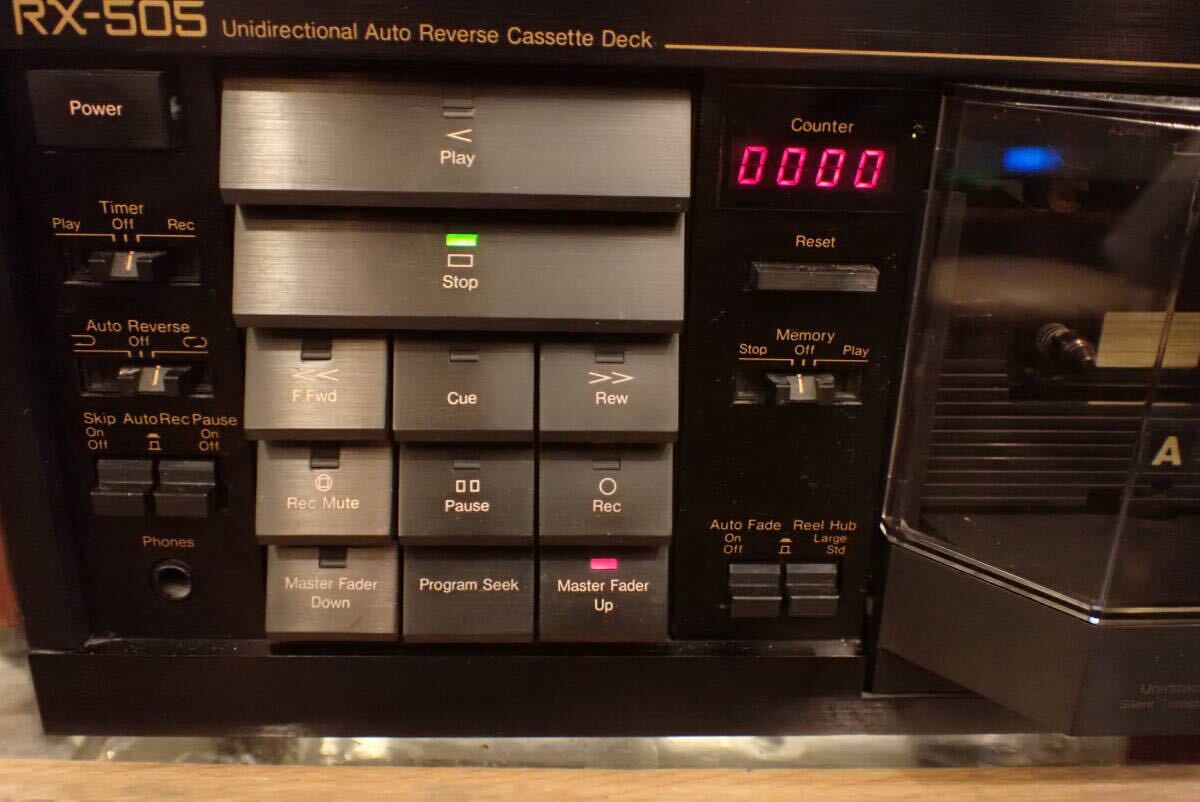 RX-505 Unidirectional Auto Reverse Cassette Deck
Power
Timer
Play Off Rec
Auto Reverse
Off
Skip Auto Rec Pause
On On
Off Off
Phones
<
Play
Stop
<<
F.Fwd
Cue
>>
Rew
Rec Mute
Pause
Rec
Master Fader
Down
Program Seek
Master Fader
Up
Counter
0000
Reset
Memory
Stop Off Play
Auto Fade Reel Hub
On Large
Off Std
Azimuth
A